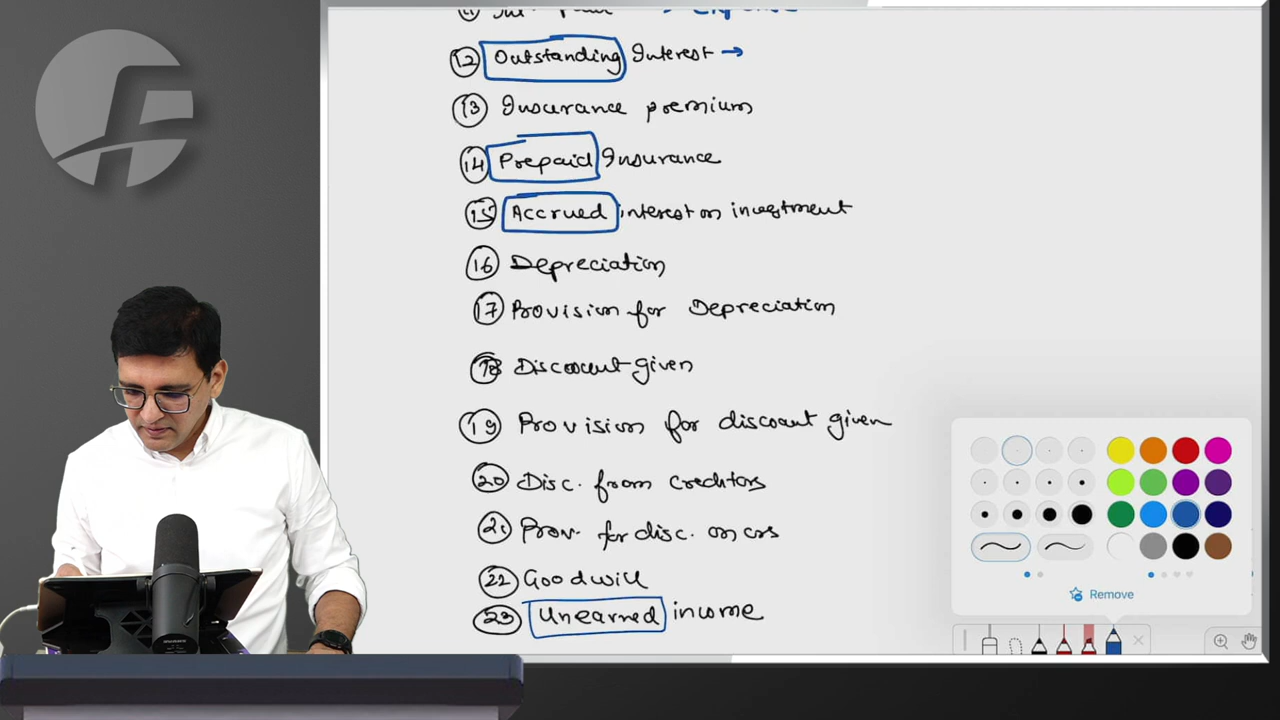 → Expense
12 Outstanding Interest →
13 Insurance premium
14 Prepaid Insurance
15 Accrued interest on investment
16 Depreciation
17 Provision for Depreciation
18 Discount given
19 Provision for discount given
20 Disc. from creditors
21 Prov. for disc. on crs
22 Goodwill
23 Unearned income
Remove